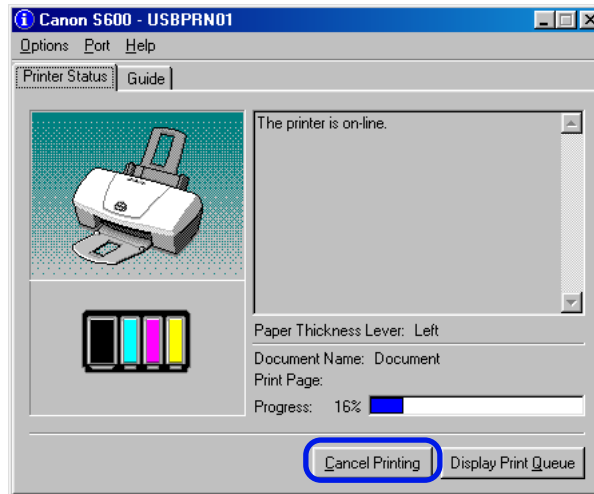 Canon S600 - USBPRN01
Options Port Help
Printer Status Guide
The printer is on-line.
Paper Thickness Lever: Left
Document Name: Document
Print Page:
Progress: 16%
Cancel Printing Display Print Queue